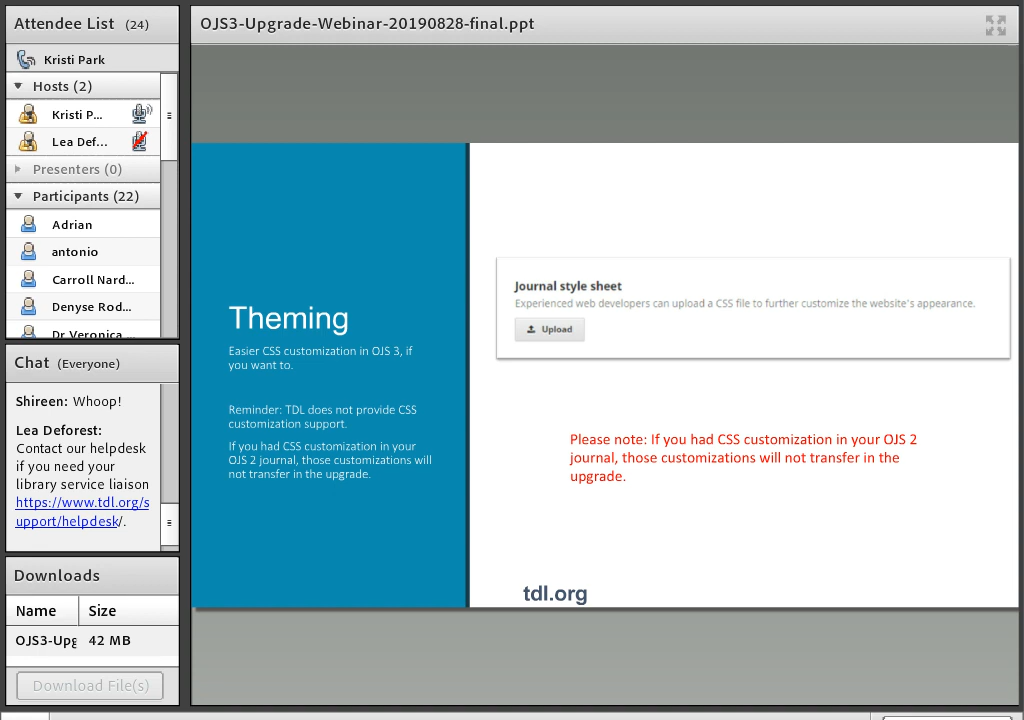 Attendee List (24)
Kristi Park
Hosts (2)
Kristi P...
Lea Def...
Presenters (0)
Participants (22)
Adrian
antonio
Carroll Nard...
Denyse Rod...
Dr Veronica ...
Chat (Everyone)
Shireen: Whoop!
Lea Deforest:
Contact our helpdesk
if you need your
library service liaison
https://www.tdl.org/s
upport/helpdesk/.
Downloads
Name Size
OJS3-Upg 42 MB
Download File(s)
OJS3-Upgrade-Webinar-20190828-final.ppt
Theming
Easier CSS customization in OJS 3, if
you want to.
Reminder: TDL does not provide CSS
customization support.
If you had CSS customization in your
OJS 2 journal, those customizations will
not transfer in the upgrade.
Journal style sheet
Experienced web developers can upload a CSS file to further customize the website's appearance.
Upload
Please note: If you had CSS customization in your OJS 2
journal, those customizations will not transfer in the
upgrade.
tdl.org